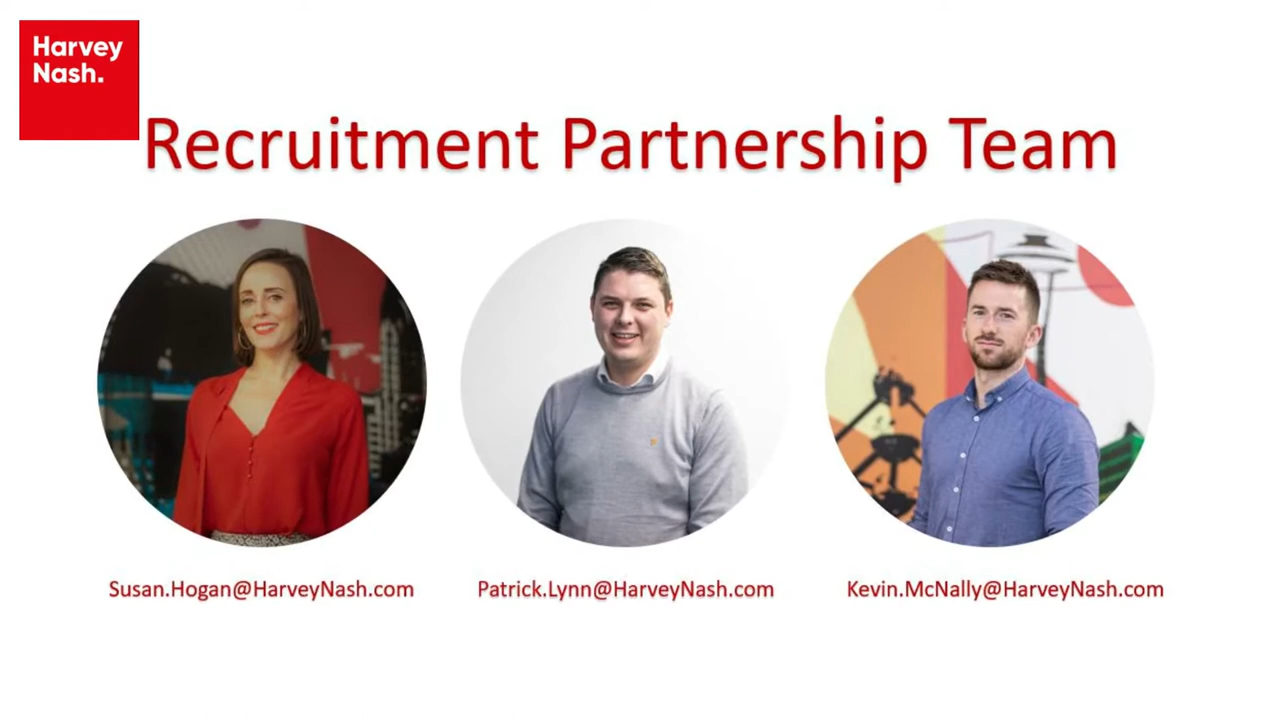 Harvey
Nash.
Recruitment Partnership Team
Susan.Hogan@HarveyNash.com
Patrick.Lynn@HarveyNash.com
Kevin.McNally@HarveyNash.com